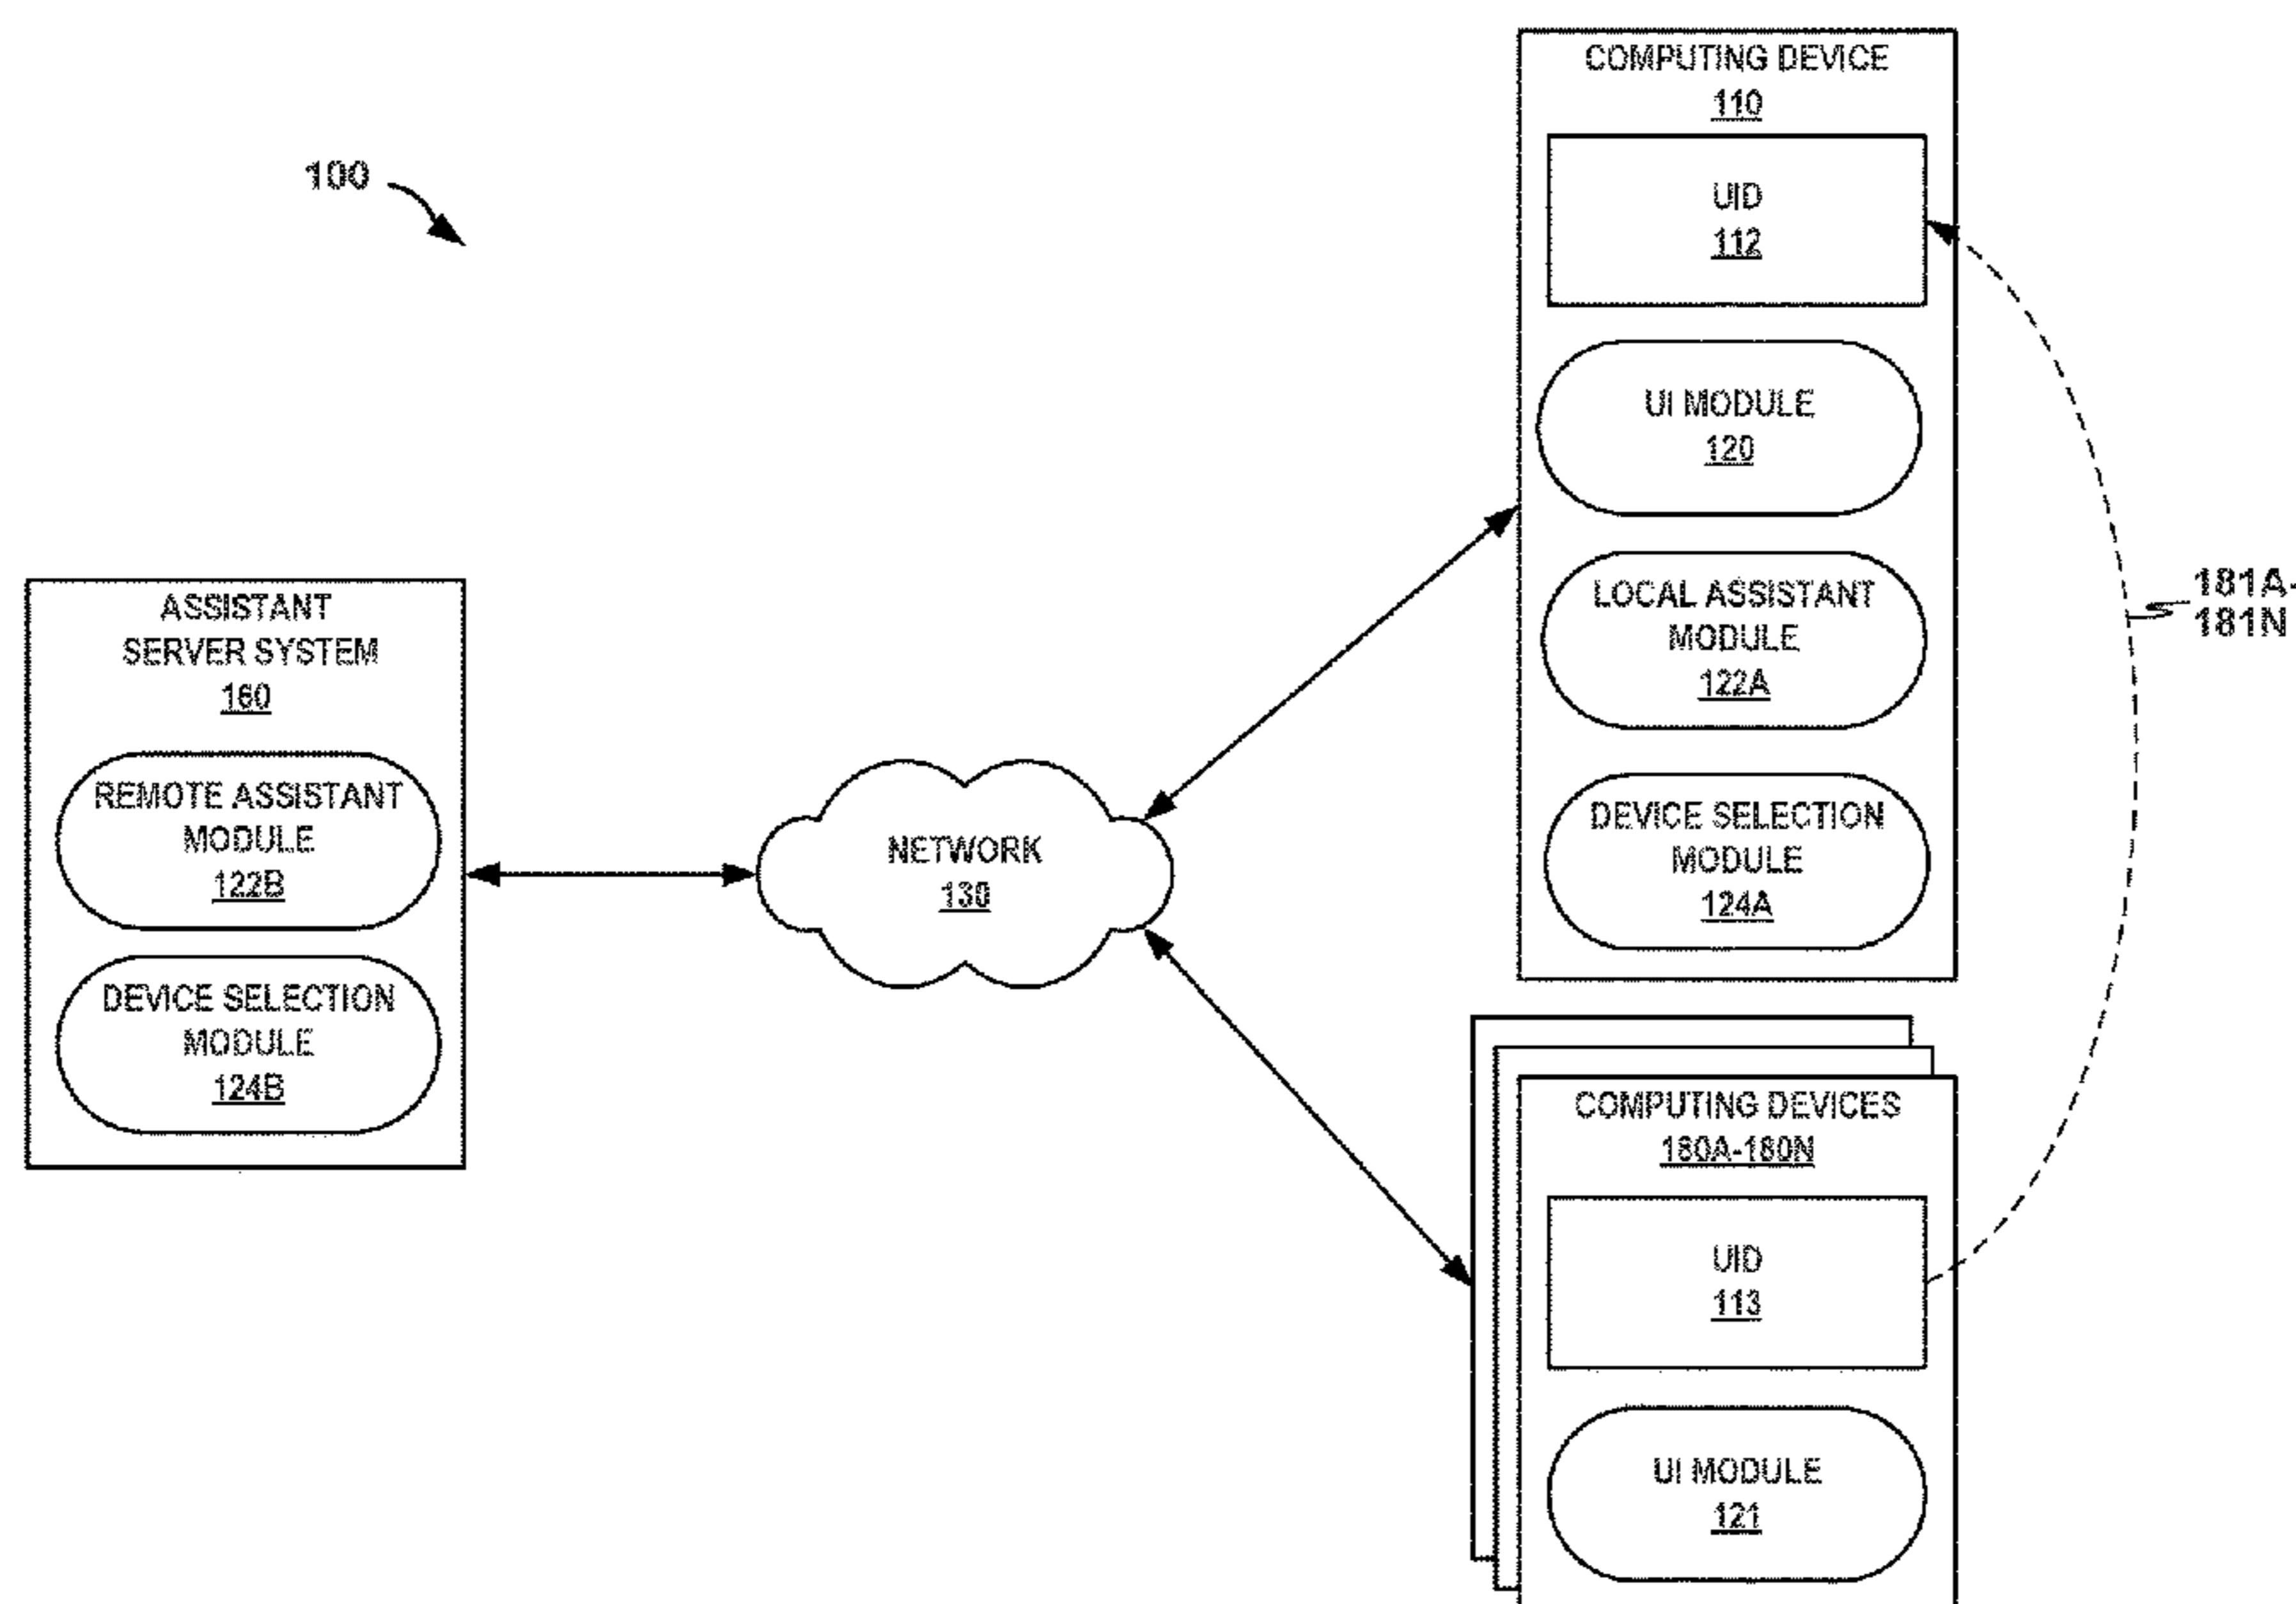 100
COMPUTING DEVICE
110
UID
112
UI MODULE
120
LOCAL ASSISTANT
MODULE
122A
DEVICE SELECTION
MODULE
124A
181A-
181N
ASSISTANT
SERVER SYSTEM
160
REMOTE ASSISTANT
MODULE
122B
DEVICE SELECTION
MODULE
124B
NETWORK
130
COMPUTING DEVICES
180A-180N
UID
113
UI MODULE
121